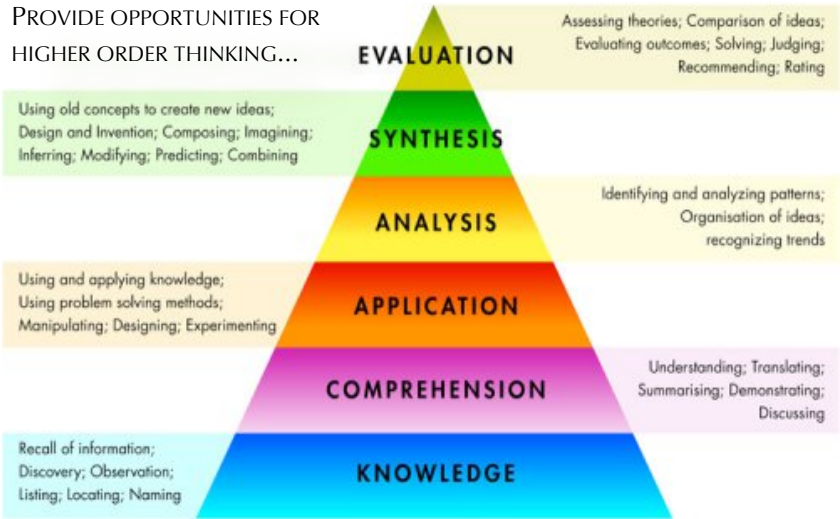 PROVIDE OPPORTUNITIES FOR
HIGHER ORDER THINKING...
EVALUATION
Assessing theories; Comparison of ideas;
Evaluating outcomes; Solving; Judging;
Recommending; Rating
Using old concepts to create new ideas;
Design and Invention; Composing; Imagining;
Inferring; Modifying; Predicting; Combining
SYNTHESIS
ANALYSIS
Identifying and analyzing patterns;
Organisation of ideas;
recognizing trends
Using and applying knowledge;
Using problem solving methods;
Manipulating; Designing; Experimenting
APPLICATION
COMPREHENSION
Understanding; Translating;
Summarising; Demonstrating;
Discussing
Recall of information;
Discovery; Observation;
Listing; Locating; Naming
KNOWLEDGE